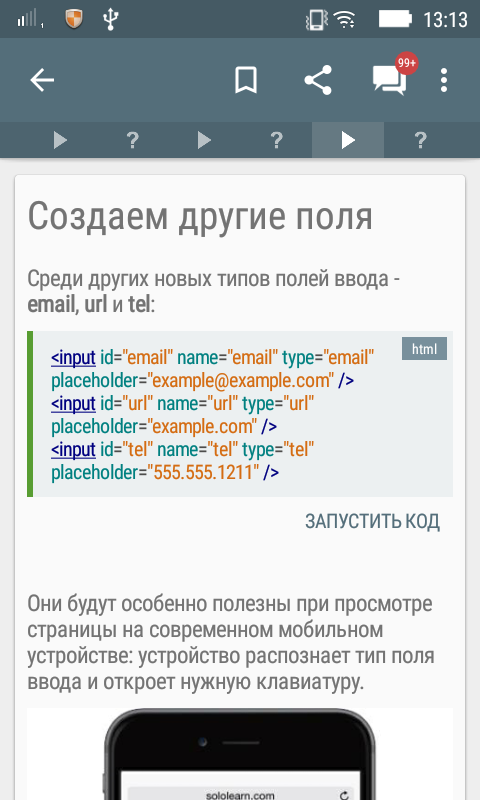 13:13
99+
? ? ?
Создаем другие поля
Среди других новых типов полей ввода -
email, url и tel:
html
<input id="email" name="email" type="email"
placeholder="example@example.com" />
<input id="url" name="url" type="url"
placeholder="example.com" />
<input id="tel" name="tel" type="tel"
placeholder="555.555.1211" />
ЗАПУСТИТЬ КОД
Они будут особенно полезны при просмотре
страницы на современном мобильном
устройстве: устройство распознает тип поля
ввода и откроет нужную клавиатуру.
sololearn.com